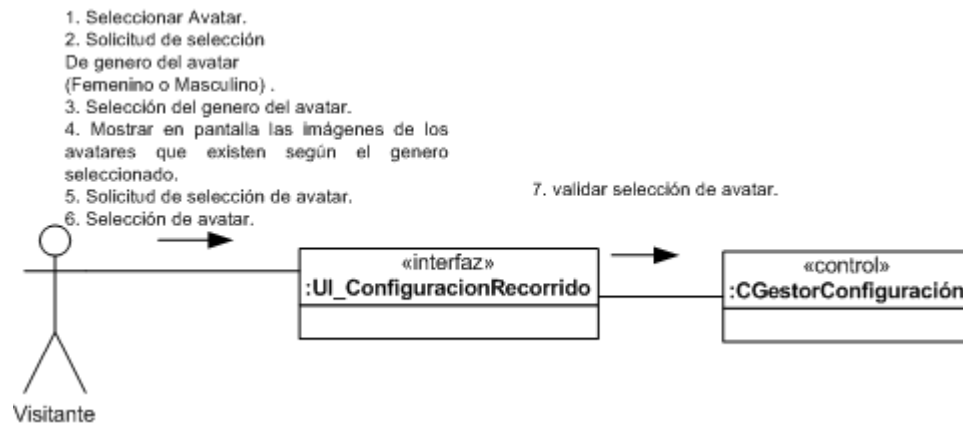 1. Seleccionar Avatar.
2. Solicitud de selección
De genero del avatar
(Femenino o Masculino) .
3. Selección del genero del avatar.
4. Mostrar en pantalla las imágenes de los
avatares que existen según el genero
seleccionado.
5. Solicitud de selección de avatar.
6. Selección de avatar.
7. validar selección de avatar.
«interfaz»
:UI_ConfiguracionRecorrido
«control»
:CGestorConfiguración
Visitante